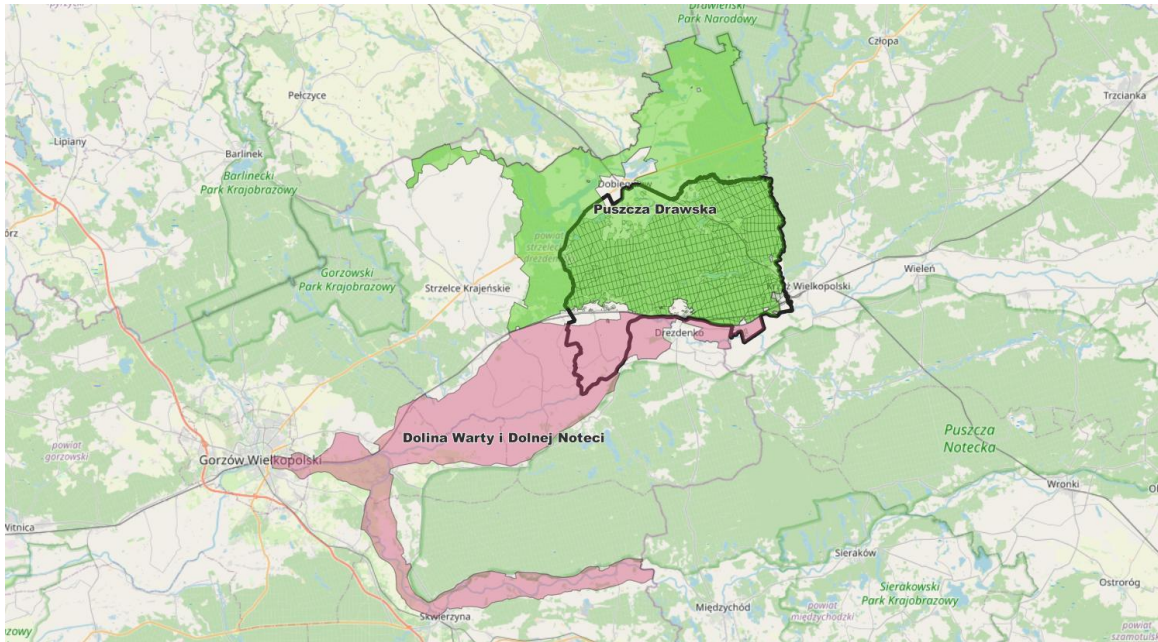 Drawieński
Park Narodowy
Człopa
Pełczyce
Trzcianka
Lipiany
Barlinek
Barlinecki
Park Krajobrazowy
Puszcza Drawska
Gorzowski
Park Krajobrazowy
Strzelce Krajeńskie
Wieleń
Wielkopolski
Drezdenko
Dolina Warty i Dolnej Noteci
Puszcza
Notecka
powiat
gorzowski
Gorzów Wielkopolski
Wronki
Witnica
Sieraków
Sierakowski
Park Krajobrazowy
Ostroróg
Skwierzyna
Międzychód
powiat
międzychodzki
powiat
szamotulski